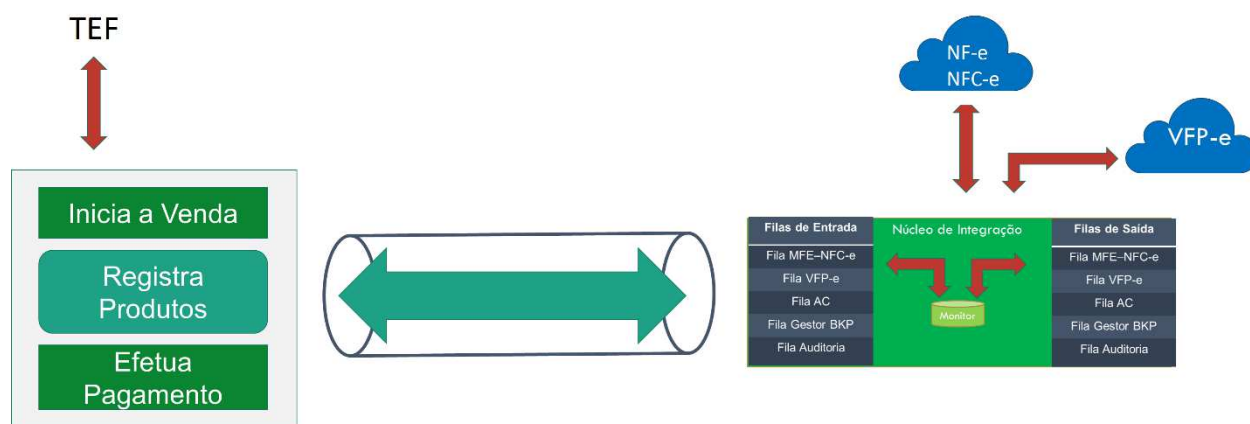 TEF
Inicia a Venda
Registra
Produtos
Efetua
Pagamento
NF-e
NFC-e
VFP-e
Filas de Entrada
Fila MFE–NFC-e
Fila VFP-e
Fila AC
Fila Gestor BKP
Fila Auditoria
Núcleo de Integração
Monitor
Filas de Saída
Fila MFE–NFC-e
Fila VFP-e
Fila AC
Fila Gestor BKP
Fila Auditoria